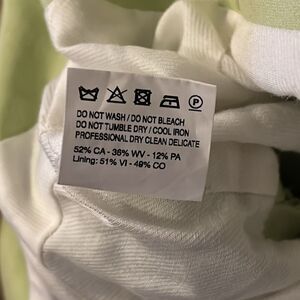 P
DO NOT WASH / DO NOT BLEACH
DO NOT TUMBLE DRY / COOL IRON
PROFESSIONAL DRY CLEAN DELICATE
52% CA - 36% WV - 12% PA
Lining: 51% VI - 49% CO